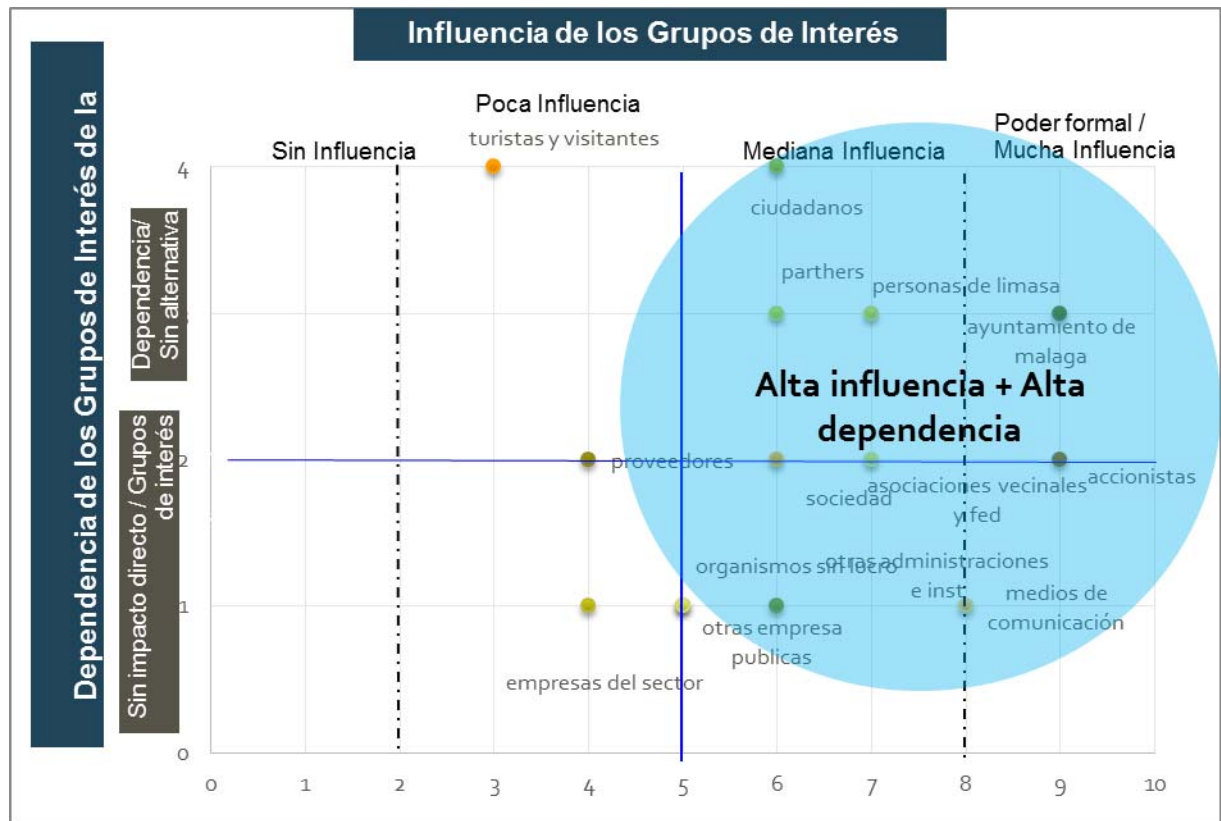 Influencia de los Grupos de Interés
Dependencia de los Grupos de Interés de la
Dependencia/
Sin alternativa
Sin impacto directo / Grupos
de interés
Sin Influencia
Poca Influencia
Mediana Influencia
Poder formal /
Mucha Influencia
turistas y visitantes
ciudadanos
parthers
personas de limasa
ayuntamiento de
malaga
Alta influencia + Alta
dependencia
proveedores
sociedad
asociaciones vecinales
y fed
accionistas
organismos sin lucro
otras administraciones
e inst
medios de
comunicación
otras empresa
publicas
empresas del sector
4
3
2
1
0
0 1 2 3 4 5 6 7 8 9 10